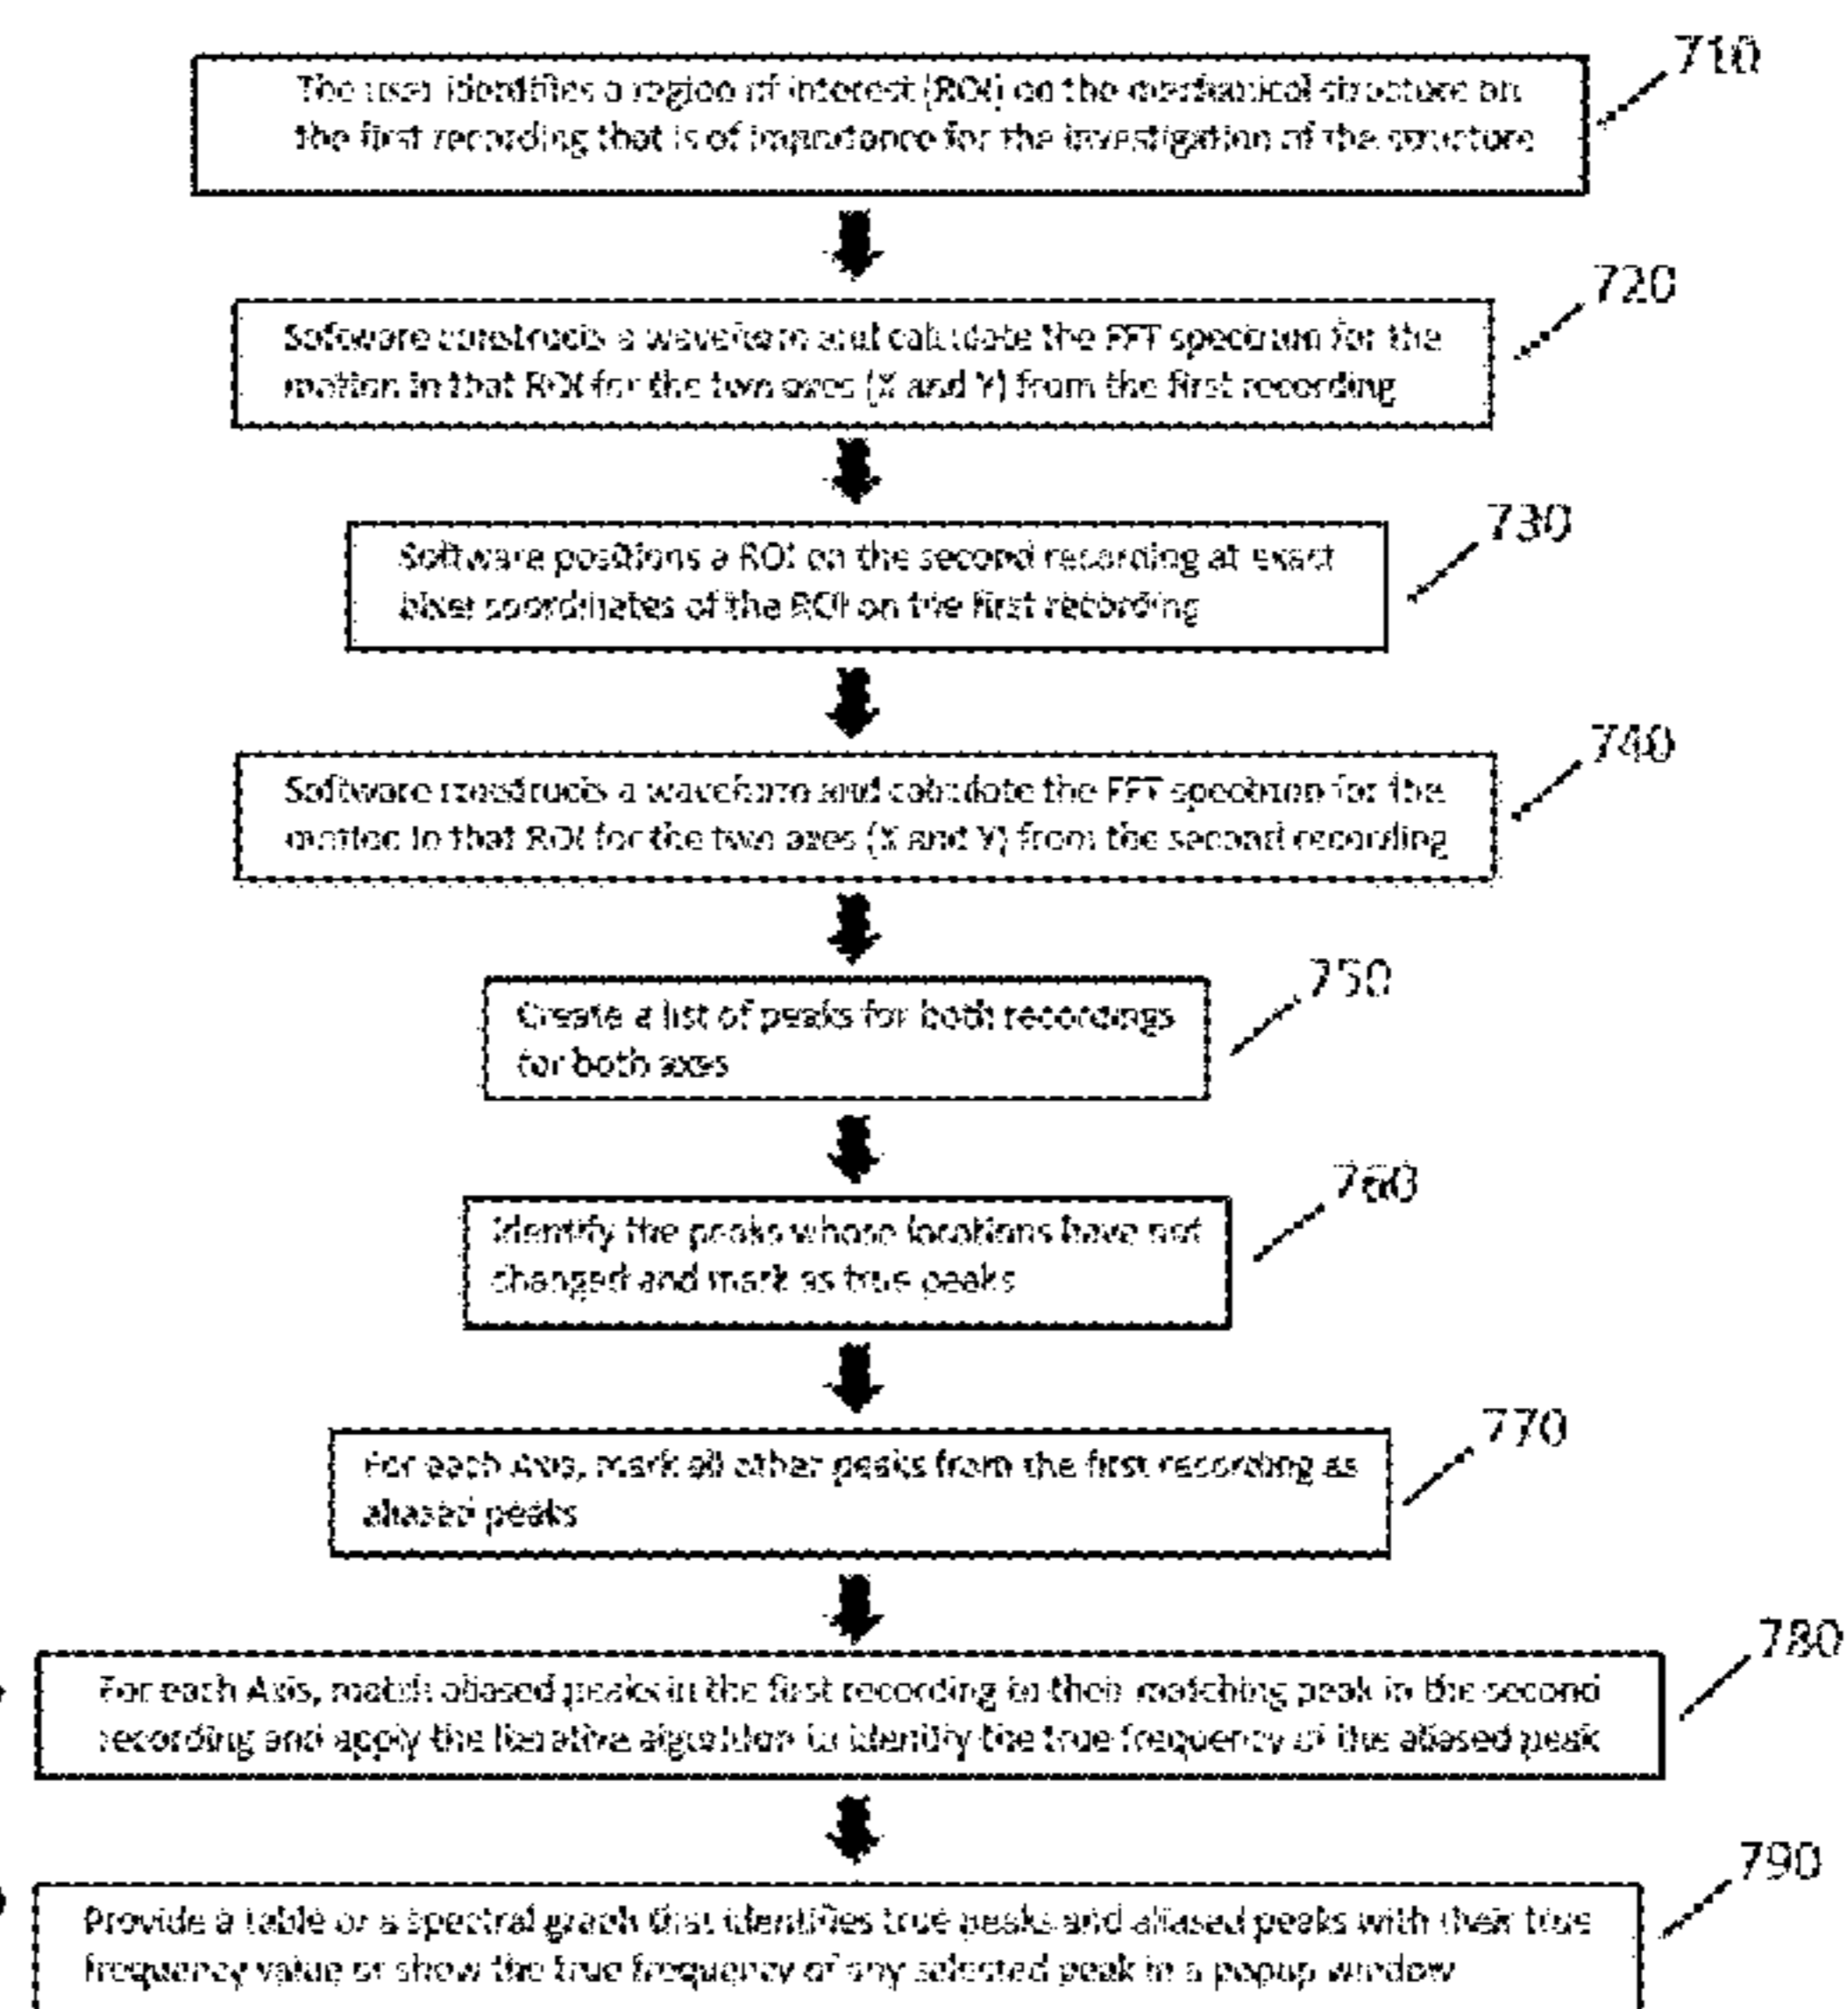 710
The user identifies a region of interest (ROI) on the mechanical structure on
the first recording that is of importance for the investigation of the structure
720
Software constructs a waveform and calculate the FFT spectrum for the
motion in that ROI for the two axes (X and Y) from the first recording
730
Software positions a ROI on the second recording at exact
pixel coordinates of the ROI on the first recording
740
Software constructs a waveform and calculate the FFT spectrum for the
motion in that ROI for the two axes (X and Y) from the second recording
750
Create a list of peaks for both recordings
for both axes
760
Identify the peaks whose locations have not
changed and mark as true peaks
770
For each Axis, mark all other peaks from the first recording as
aliased peaks
780
For each Axis, match aliased peaks in the first recording to their matching peak in the second
recording and apply the iterative algorithm to identify the true frequency of the aliased peak
790
Provide a table or a spectral graph that identifies true peaks and aliased peaks with their true
frequency value or show the true frequency of any selected peak in a popup window